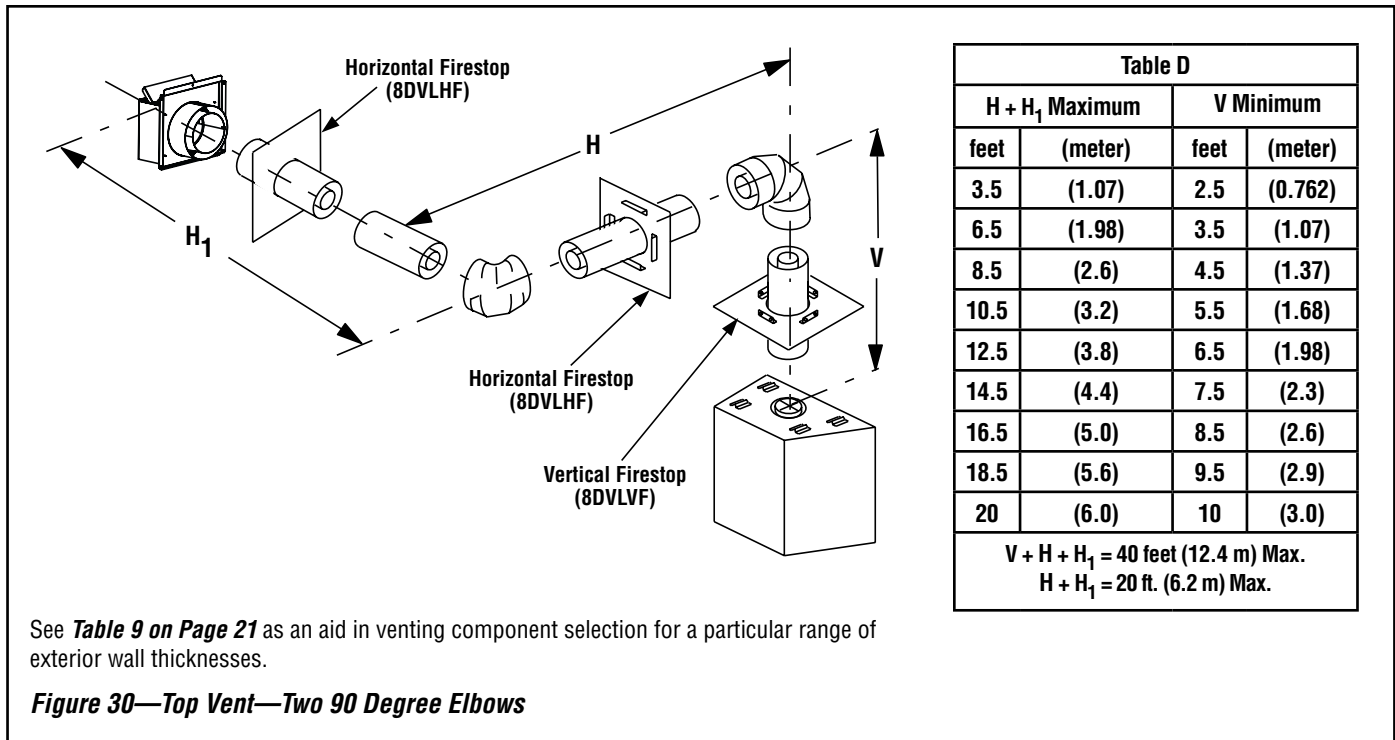 Horizontal Firestop
(8DVLHF)
H
H1
V
Horizontal Firestop
(8DVLHF)
Vertical Firestop
(8DVLVF)
Table D
H + H1 Maximum V Minimum
feet (meter) feet (meter)
3.5 (1.07) 2.5 (0.762)
6.5 (1.98) 3.5 (1.07)
8.5 (2.6) 4.5 (1.37)
10.5 (3.2) 5.5 (1.68)
12.5 (3.8) 6.5 (1.98)
14.5 (4.4) 7.5 (2.3)
16.5 (5.0) 8.5 (2.6)
18.5 (5.6) 9.5 (2.9)
20 (6.0) 10 (3.0)
V + H + H1 = 40 feet (12.4 m) Max.
H + H1 = 20 ft. (6.2 m) Max.
See Table 9 on Page 21 as an aid in venting component selection for a particular range of
exterior wall thicknesses.
Figure 30—Top Vent—Two 90 Degree Elbows